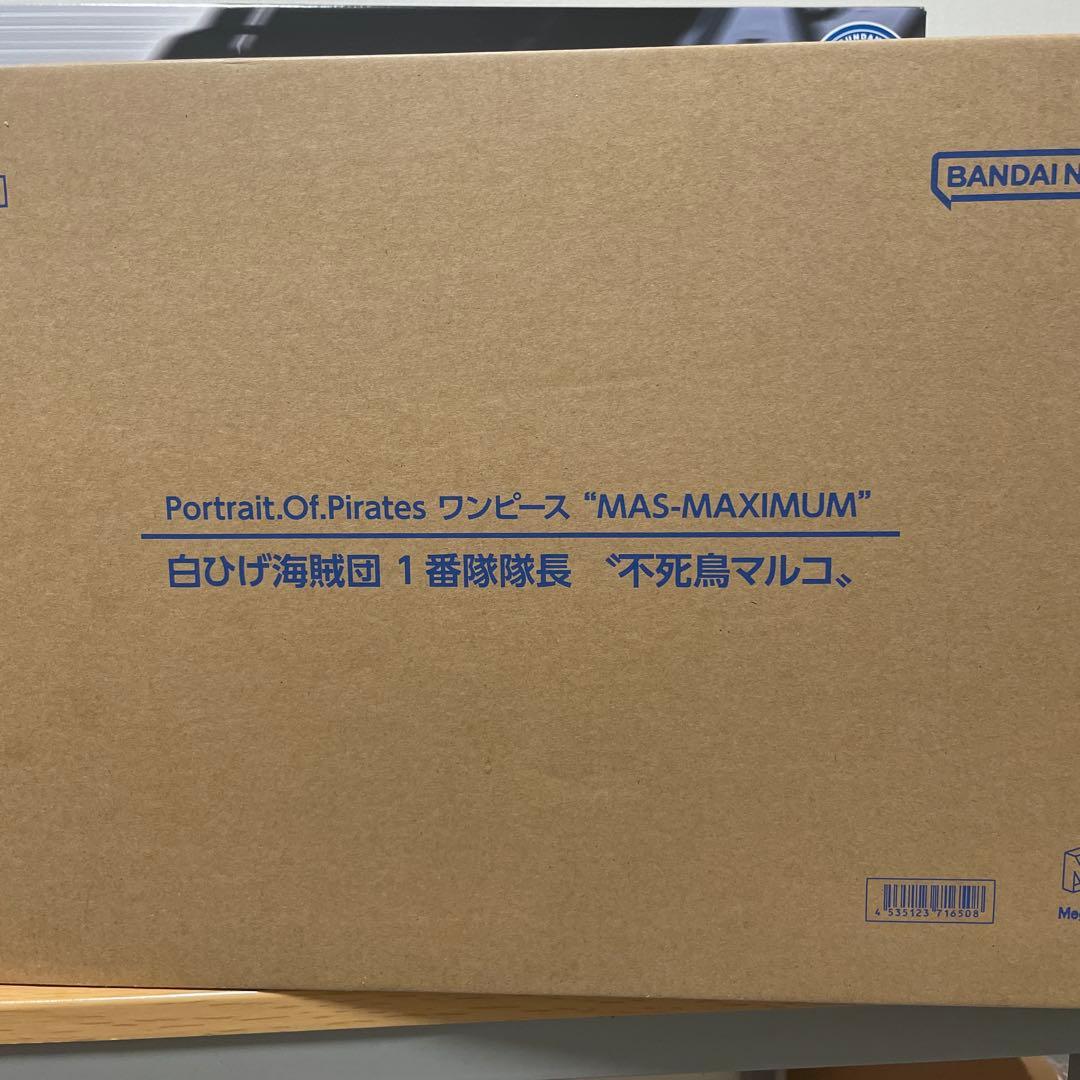 BANDAI N
Portrait.Of.Pirates ワンピース “MAS-MAXIMUM”
白ひげ海賊団 1番隊隊長 〝不死鳥マルコ〟
4 535123 716508
Meg